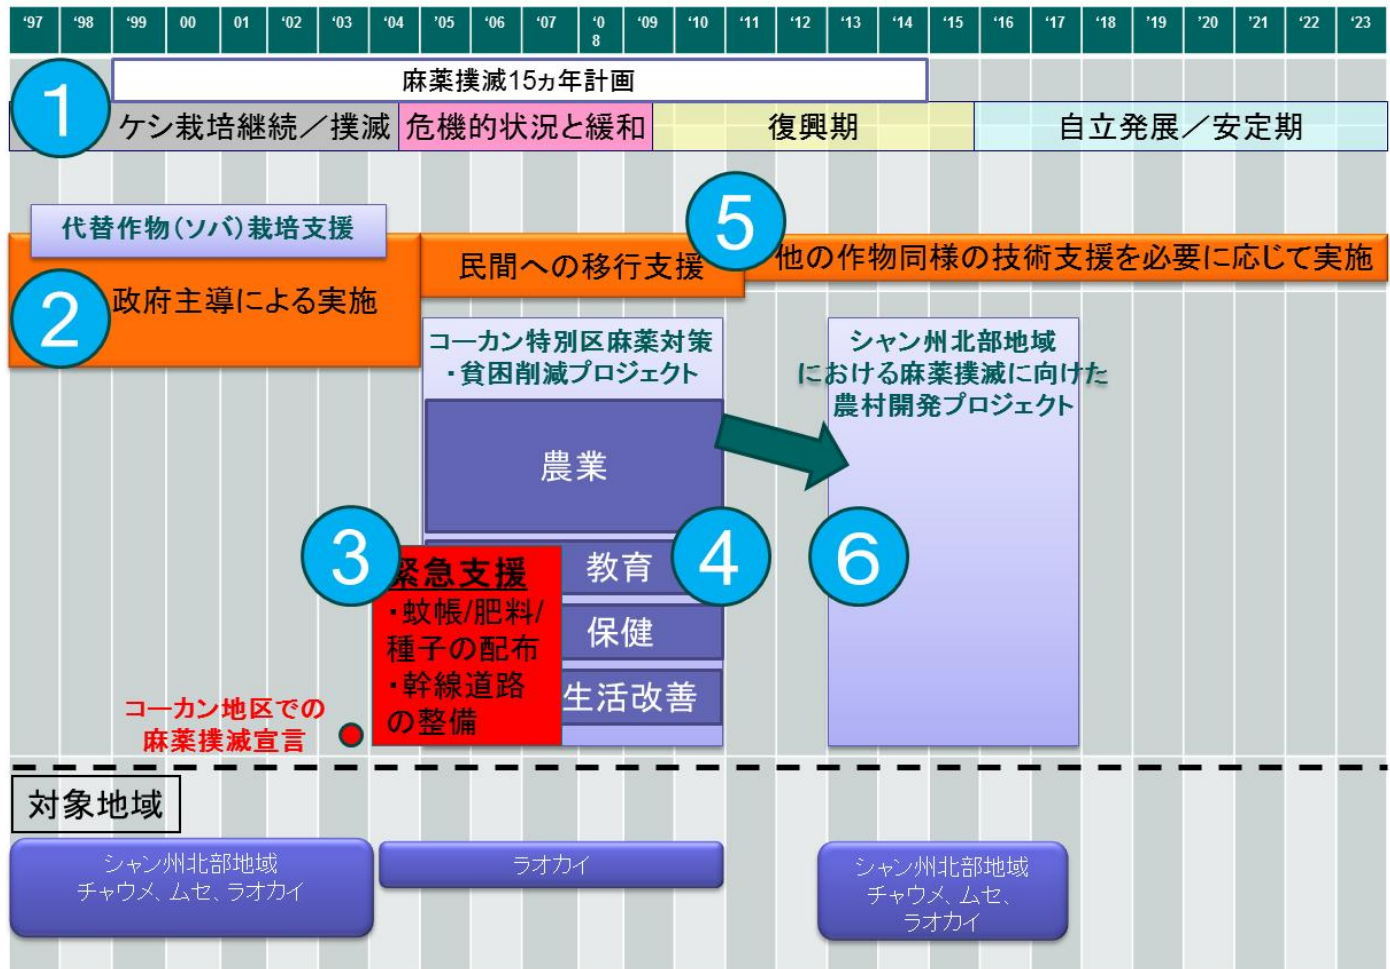 '97 '98 '99 00 01 '02 '03 '04 '05 '06 '07 '08 '09 '10 '11 '12 '13 '14 '15 '16 '17 '18 '19 '20 '21 '22 '23
麻薬撲滅15ヵ年計画
1
ケシ栽培継続／撲滅 危機的状況と緩和 復興期 自立発展／安定期
代替作物(ソバ)栽培支援
2
政府主導による実施
民間への移行支援
5
他の作物同様の技術支援を必要に応じて実施
コーカン特別区麻薬対策
・貧困削減プロジェクト
農業
教育
保健
生活改善
シャン州北部地域
における麻薬撲滅に向けた
農村開発プロジェクト
3
緊急支援
・蚊帳/肥料/
種子の配布
・幹線道路
の整備
4
6
コーカン地区での
麻薬撲滅宣言
対象地域
シャン州北部地域
チャウメ、ムセ、ラオカイ
ラオカイ
シャン州北部地域
チャウメ、ムセ、
ラオカイ